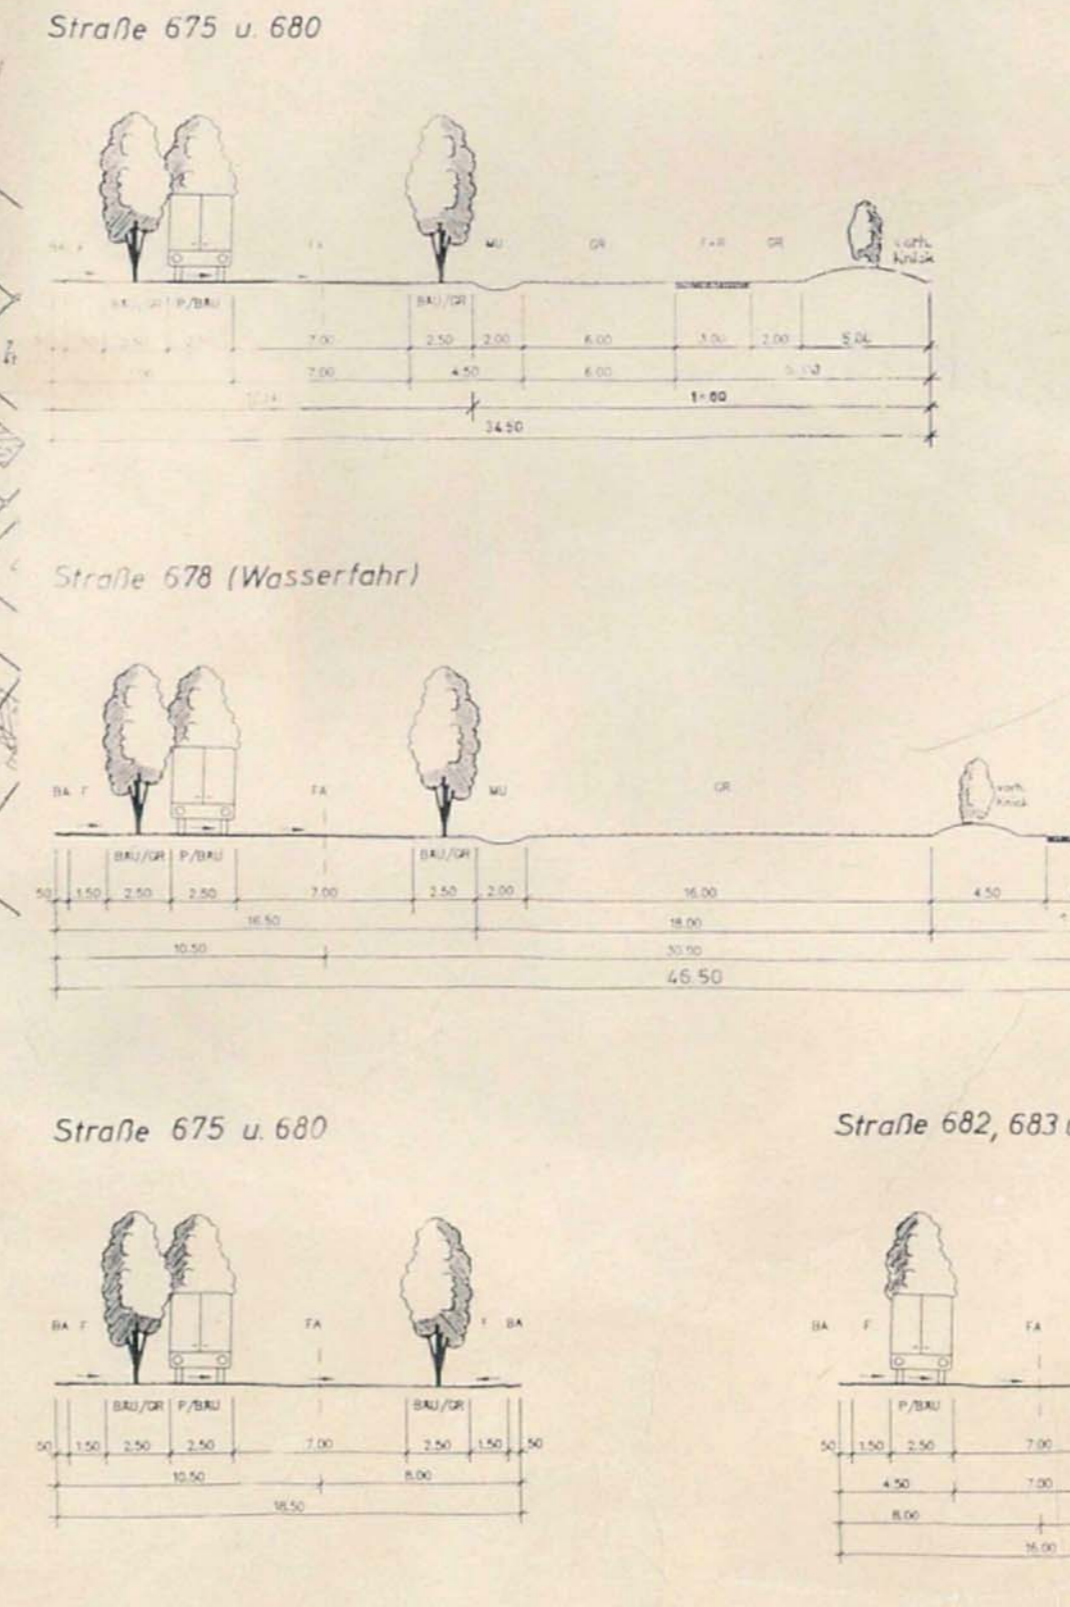 Straße 675 u. 680
FA MU GR F+R GR vorh.
Knick
BAU/GR P/BAU BAU/GR
7.00 2.50 2.00 6.00 3.00 2.00
7.00 4.50 6.00
34.50
Straße 678 (Wasserfahr)
BA F FA MU GR vorh.
Knick
BAU/GR P/BAU BAU/GR
50 1.50 2.50 2.50 7.00 2.50 2.00 16.00 4.50
16.50 18.00
10.50
46.50
Straße 675 u. 680
BA F FA F BA
BAU/GR P/BAU BAU/GR
50 1.50 2.50 2.50 7.00 2.50 1.50 50
10.50 8.00
18.50
Straße 682, 683
BA F FA
P/BAU
50 1.50 2.50 7.00
4.50 7.00
8.00
16.00